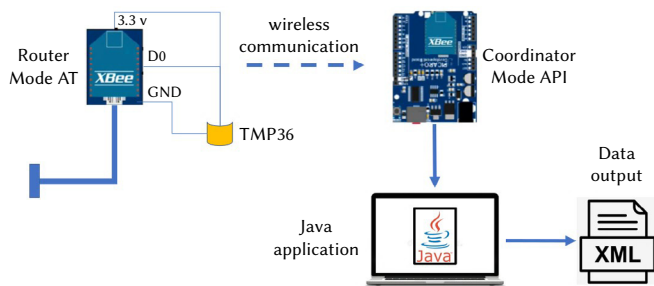 3.3 v
Router
Mode AT
XBee
D0
GND
TMP36
wireless
communication
XBee
Coordinator
Mode API
Java
application
Java
Data
output
XML